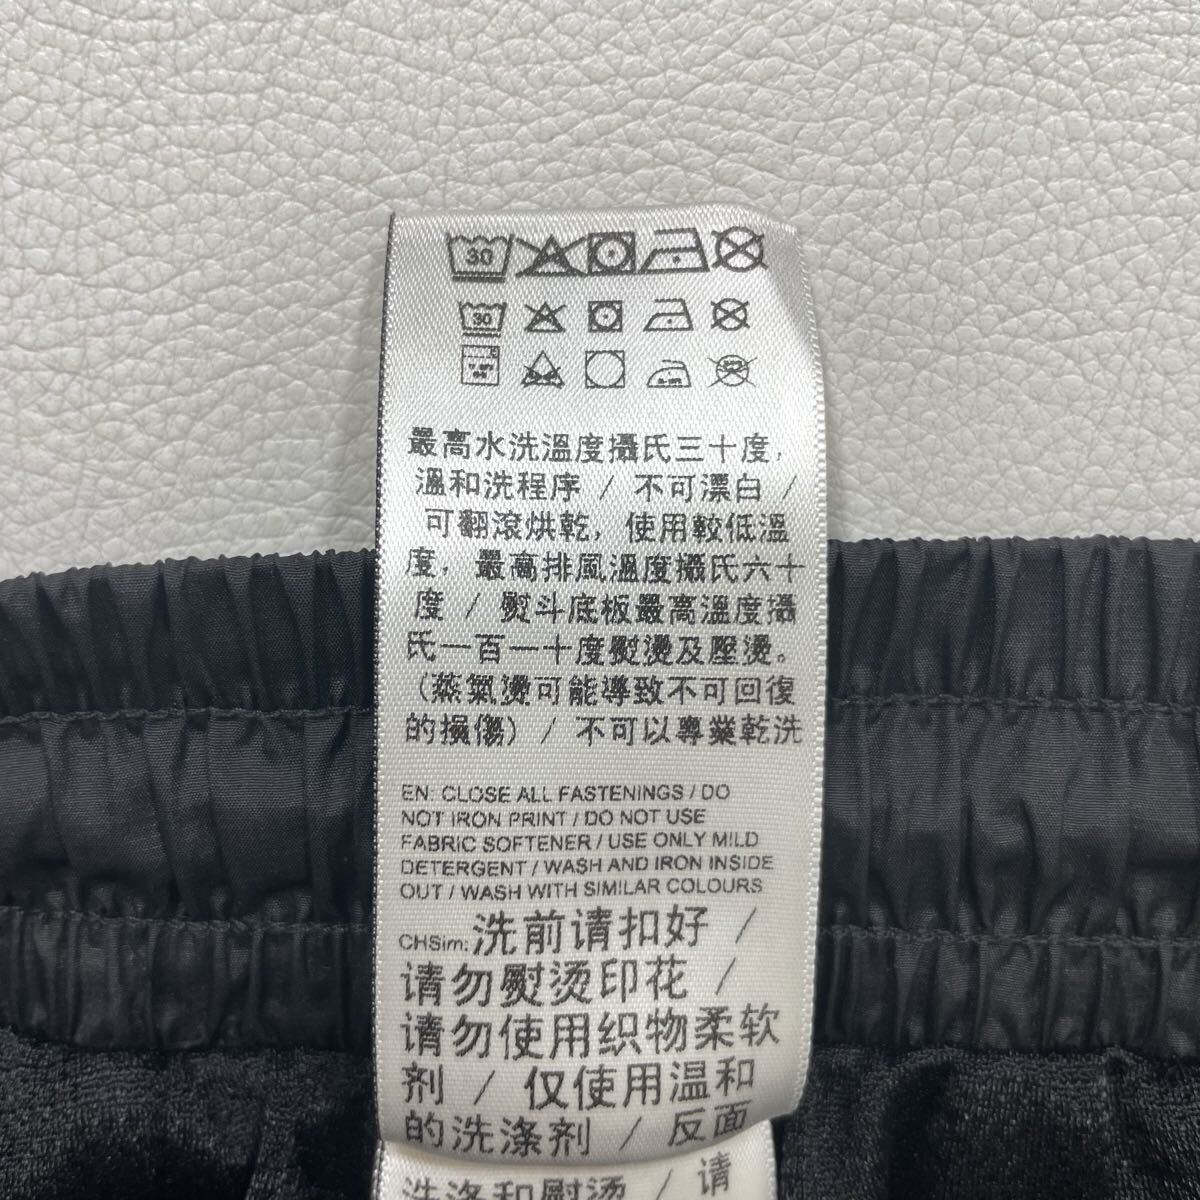 30
30
最高水洗溫度攝氏三十度，
溫和洗程序 / 不可漂白 /
可翻滾烘乾，使用較低溫
度，最高排風溫度攝氏六十
度 / 熨斗底板最高溫度攝
氏一百一十度熨燙及壓燙。
(蒸氣燙可能導致不可回復
的損傷) / 不可以專業乾洗
EN: CLOSE ALL FASTENINGS / DO
NOT IRON PRINT / DO NOT USE
FABRIC SOFTENER / USE ONLY MILD
DETERGENT / WASH AND IRON INSIDE
OUT / WASH WITH SIMILAR COLOURS
CHSim: 洗前请扣好 /
请勿熨烫印花 /
请勿使用织物柔软
剂 / 仅使用温和
的洗涤剂 / 反面
洗涤和熨烫 / 请